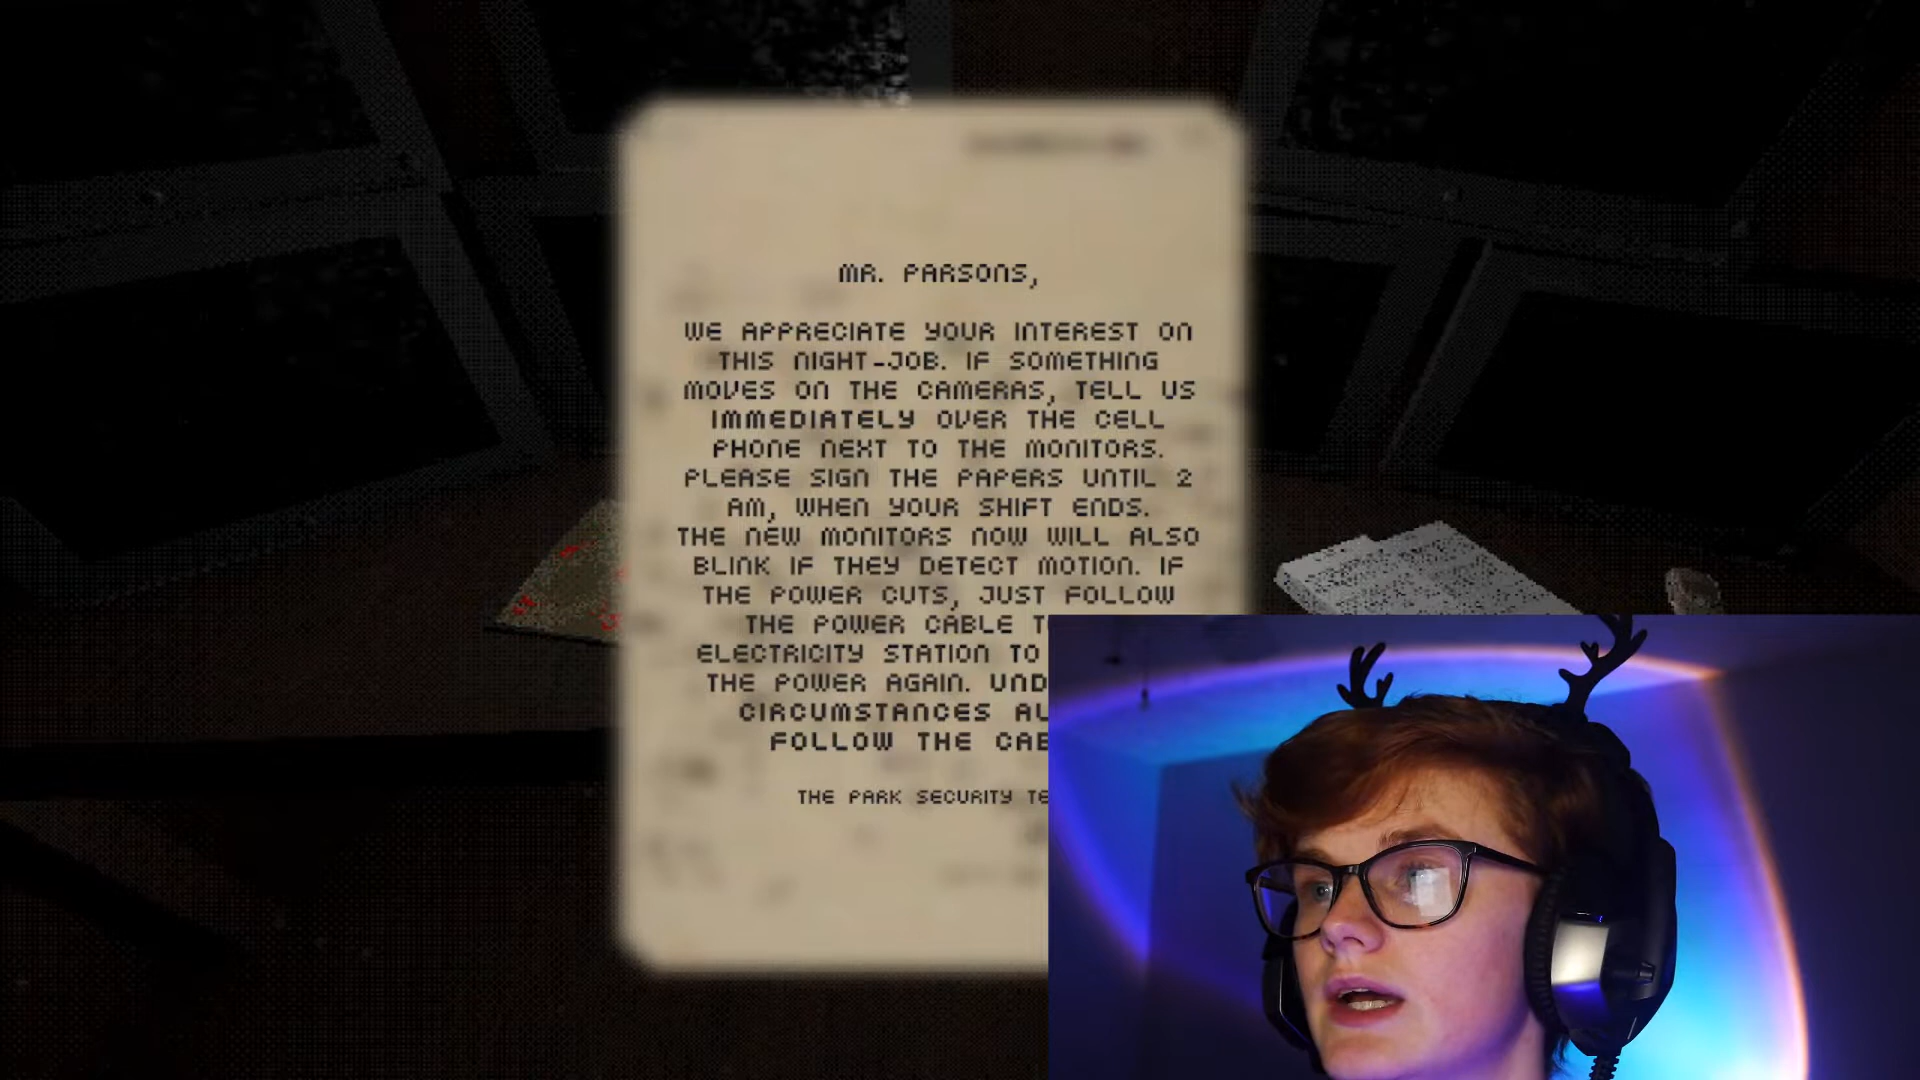 MR. PARSONS,
WE APPRECIATE YOUR INTEREST ON
THIS NIGHT-JOB. IF SOMETHING
MOVES ON THE CAMERAS, TELL US
IMMEDIATELY OVER THE CELL
PHONE NEXT TO THE MONITORS.
PLEASE SIGN THE PAPERS UNTIL 2
AM, WHEN YOUR SHIFT ENDS.
THE NEW MONITORS NOW WILL ALSO
BLINK IF THEY DETECT MOTION. IF
THE POWER CUTS, JUST FOLLOW
THE POWER CABLE
ELECTRICITY STATION TO
THE POWER AGAIN.
CIRCUMSTANCES
FOLLOW THE
THE PARK SECURITY